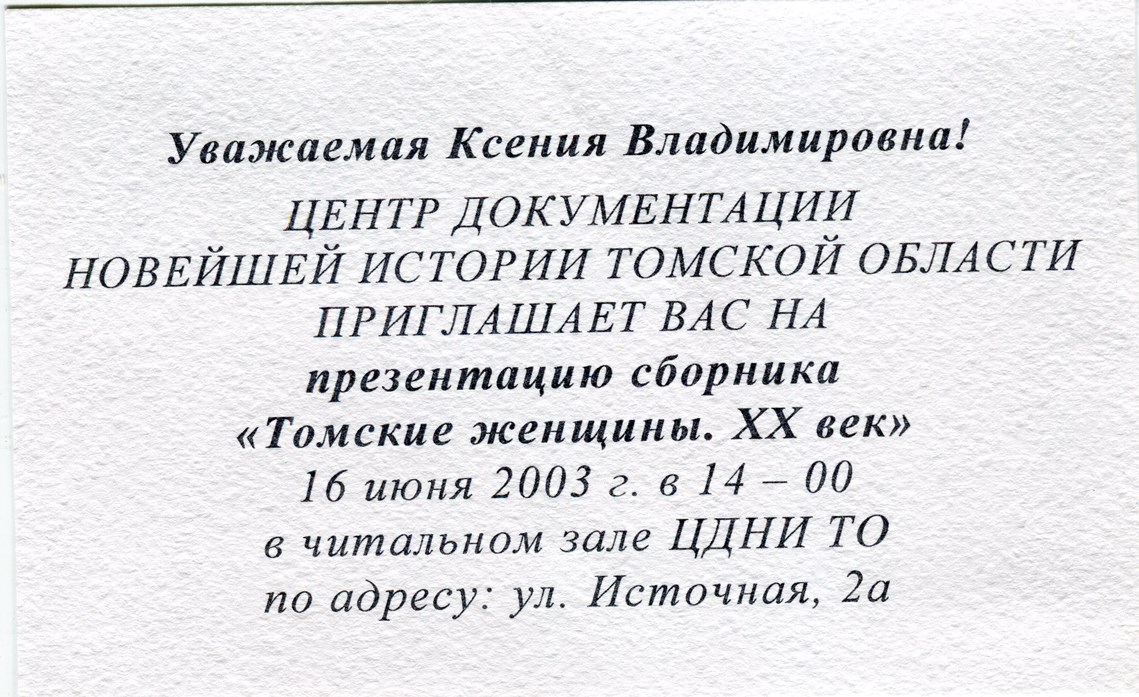 Уважаемая Ксения Владимировна!
ЦЕНТР ДОКУМЕНТАЦИИ
НОВЕЙШЕЙ ИСТОРИИ ТОМСКОЙ ОБЛАСТИ
ПРИГЛАШАЕТ ВАС НА
презентацию сборника
«Томские женщины. XX век»
16 июня 2003 г. в 14 – 00
в читальном зале ЦДНИ ТО
по адресу: ул. Источная, 2а